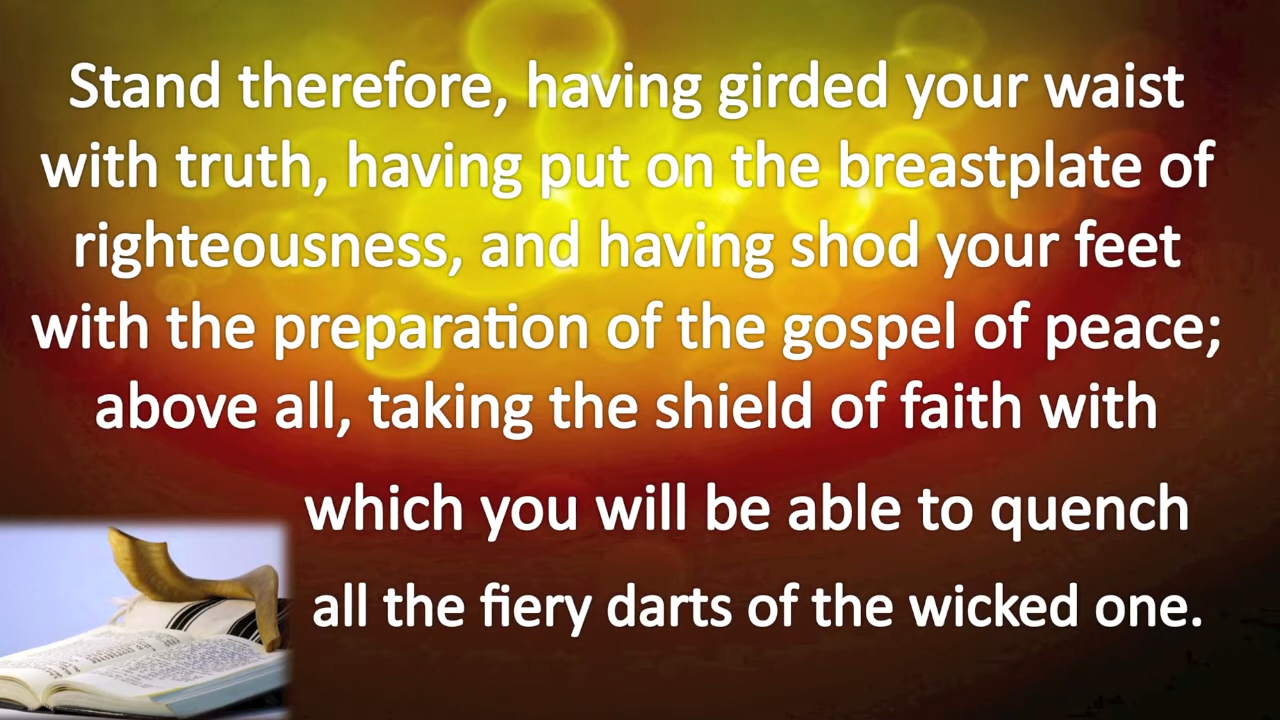 Stand therefore, having girded your waist
with truth, having put on the breastplate of
righteousness, and having shod your feet
with the preparation of the gospel of peace;
above all, taking the shield of faith with
which you will be able to quench
all the fiery darts of the wicked one.